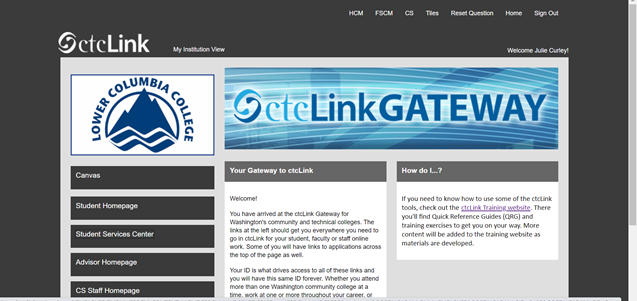 HCM FSCM CS Tiles Reset Question Home Sign Out
ctcLink
My Institution View
Welcome Julie Curley!
LOWER COLUMBIA COLLEGE
ctcLinkGATEWAY
Canvas
Student Homepage
Student Services Center
Advisor Homepage
CS Staff Homepage
Your Gateway to ctcLink
Welcome!
You have arrived at the ctcLink Gateway for
Washington's community and technical colleges. The
links at the left should get you everywhere you need to
go in ctcLink for your student, faculty or staff online
work. Some of you will have links to applications across
the top of the page as well.
Your ID is what drives access to all of these links and
you will have this same ID forever. Whether you attend
more than one Washington community college at a
time, work at one or more throughout your career, or
How do I...?
If you need to know how to use some of the ctcLink
tools, check out the ctcLink Training website. There
you'll find Quick Reference Guides (QRG) and
training exercises to get you on your way. More
content will be added to the training website as
materials are developed.